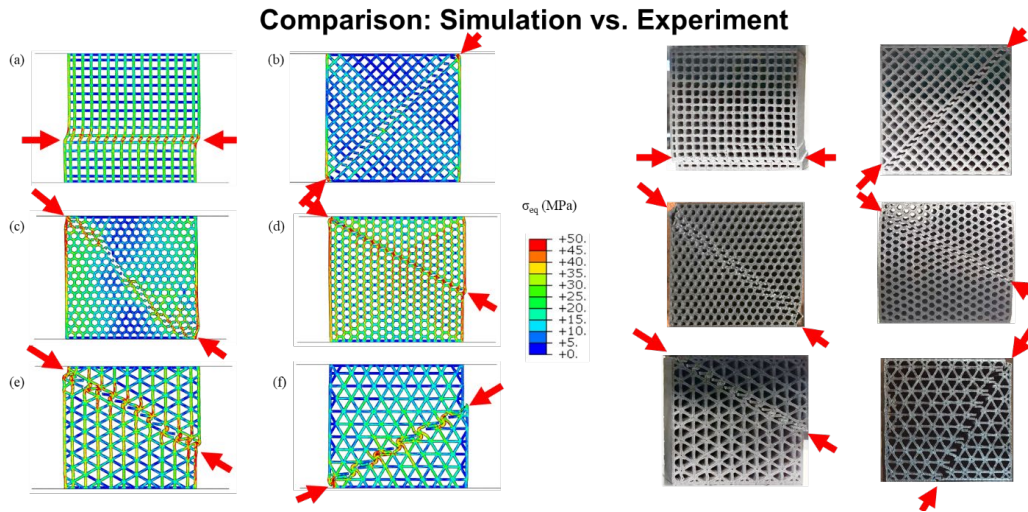 Comparison: Simulation vs. Experiment
(a)
(b)
(c)
(d)
σeq (MPa)
+50.
+45.
+40.
+35.
+30.
+25.
+20.
+15.
+10.
+5.
+0.
(e)
(f)